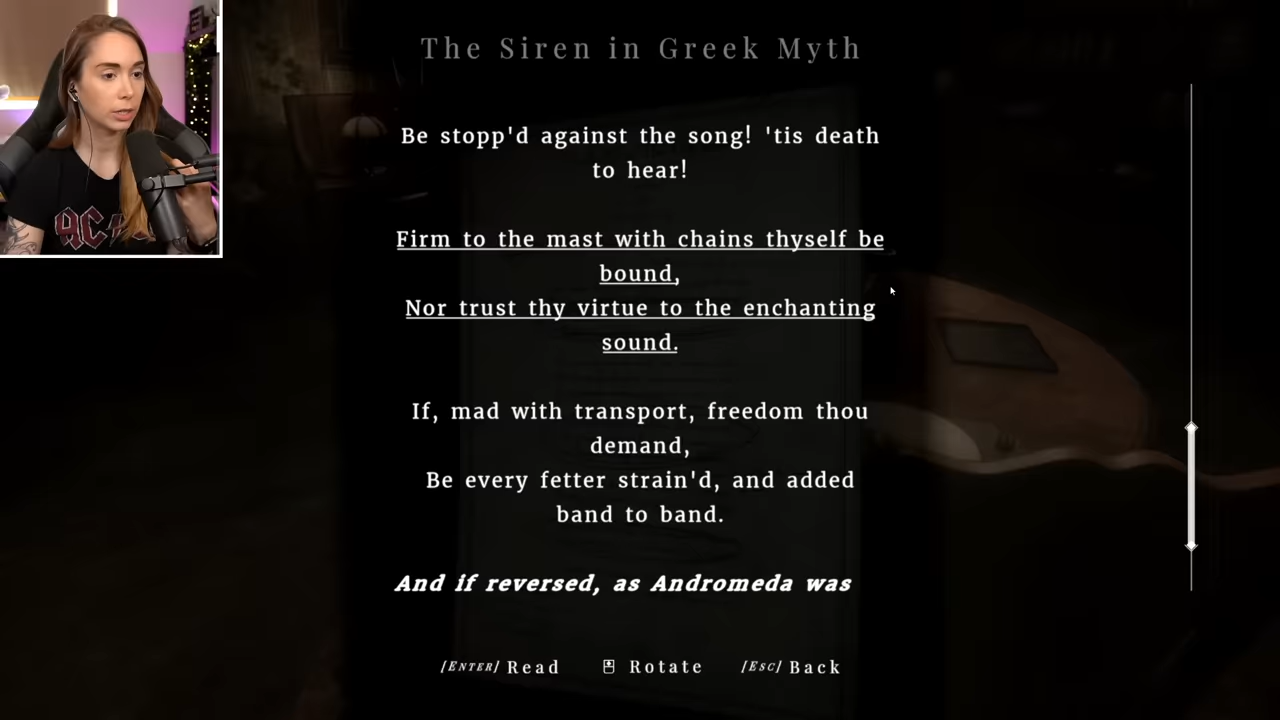 The Siren in Greek Myth
Be stopp'd against the song! 'tis death
to hear!
Firm to the mast with chains thyself be
bound,
Nor trust thy virtue to the enchanting
sound.
If, mad with transport, freedom thou
demand,
Be every fetter strain'd, and added
band to band.
And if reversed, as Andromeda was
[ENTER] Read
Rotate
[ESC] Back